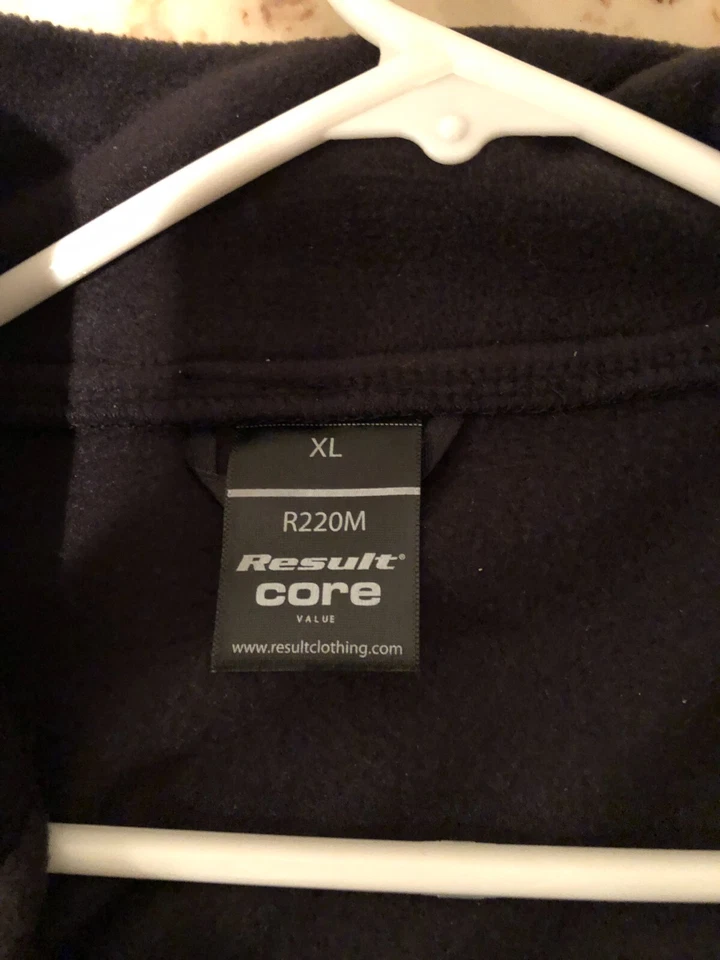 XL
R220M
Result®
core
VALUE
www.resultclothing.com